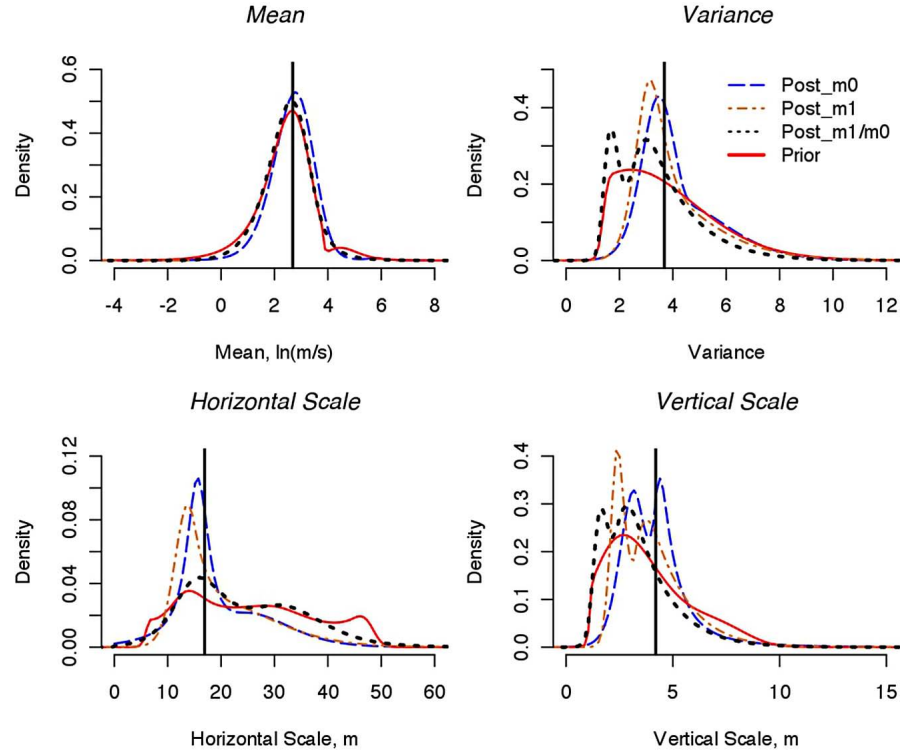 Mean
Density
0.0 0.2 0.4 0.6
-4 -2 0 2 4 6 8
Mean, ln(m/s)
Variance
Density
0.0 0.2 0.4
0 2 4 6 8 10 12
Variance
Post_m0
Post_m1
Post_m1/m0
Prior
Horizontal Scale
Density
0.00 0.04 0.08 0.12
0 10 20 30 40 50 60
Horizontal Scale, m
Vertical Scale
Density
0.0 0.1 0.2 0.3 0.4
0 5 10 15
Vertical Scale, m